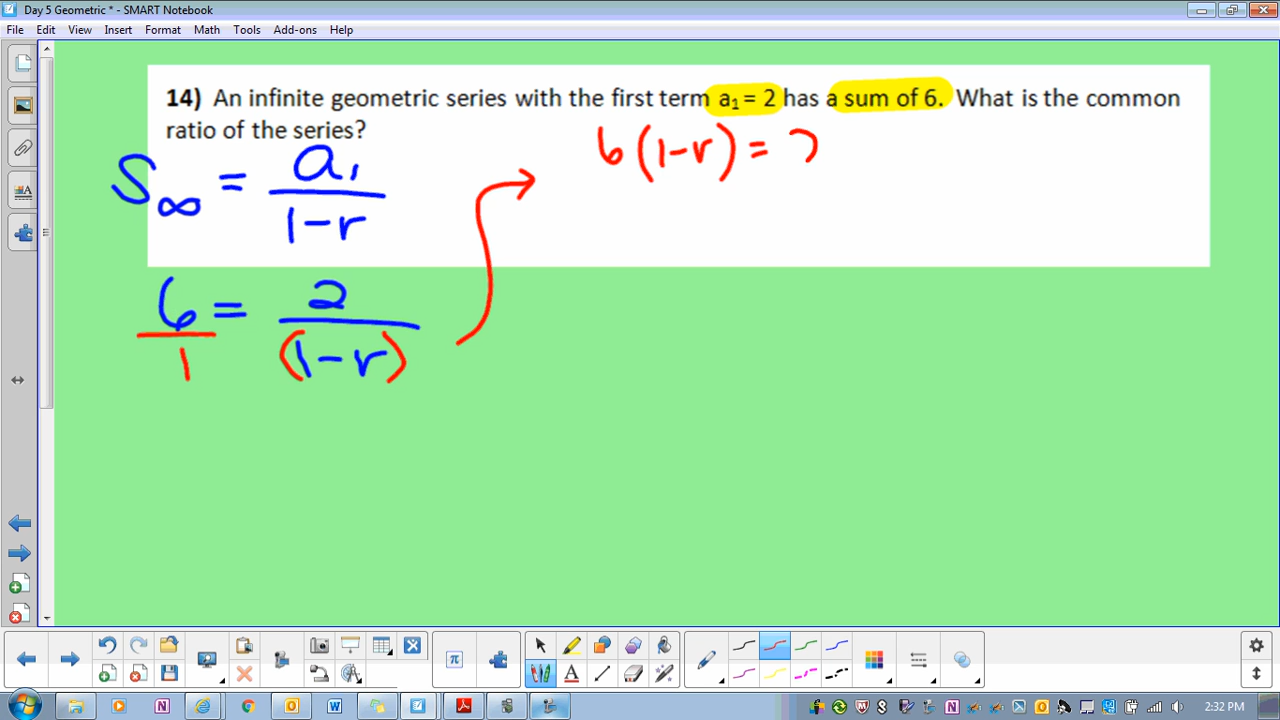 Day 5 Geometric * - SMART Notebook
File Edit View Insert Format Math Tools Add-ons Help
14) An infinite geometric series with the first term a₁ = 2 has a sum of 6. What is the common
ratio of the series?
6(1-r) =
S∞ = a₁ / 1-r
6/1 = 2 / (1-r)
2:32 PM